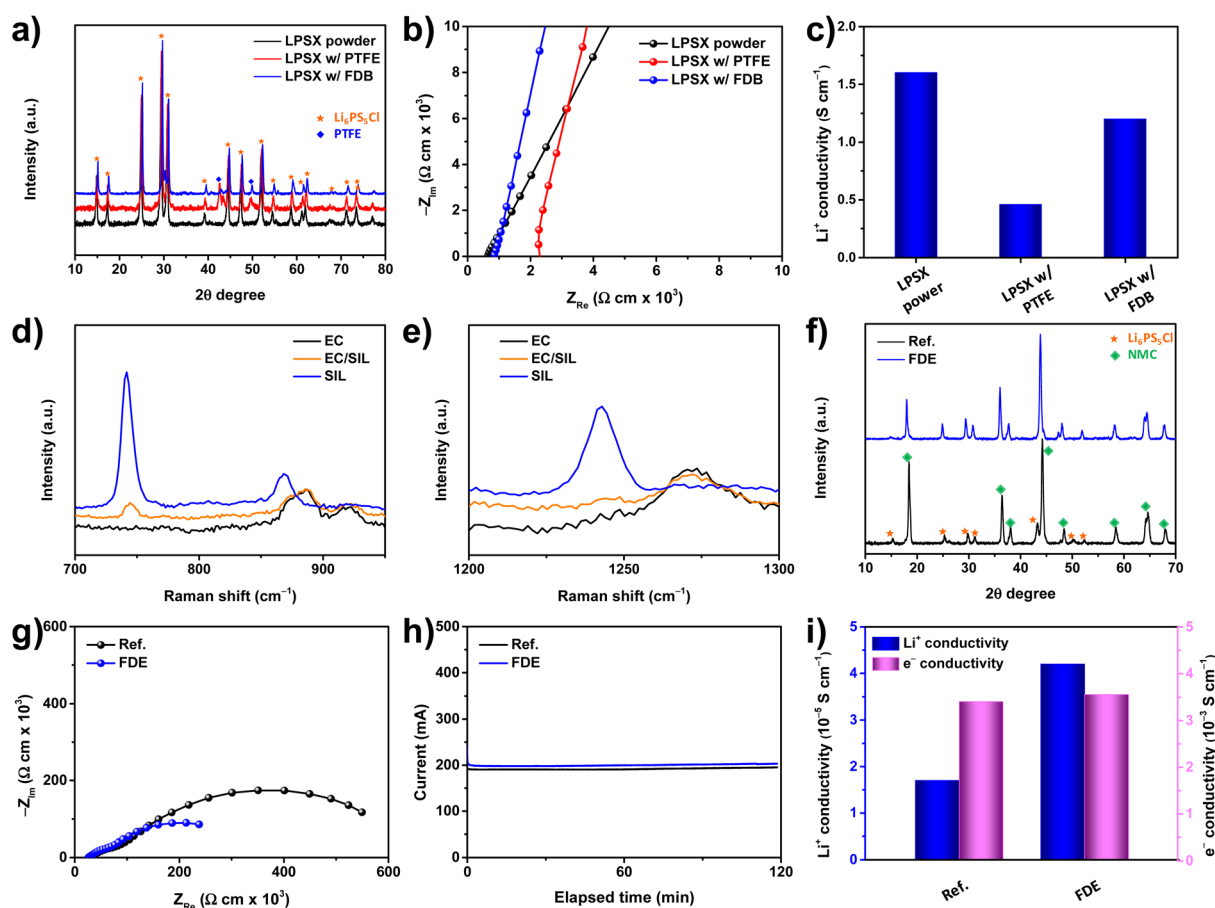 a)
Intensity (a.u.)
LPSX powder
LPSX w/ PTFE
LPSX w/ FDB
Li₆PS₅Cl
PTFE
10 20 30 40 50 60 70 80
2θ degree
b)
−Z_Im (Ω cm x 10³)
10
8
6
4
2
0
LPSX powder
LPSX w/ PTFE
LPSX w/ FDB
0 2 4 6 8 10
Z_Re (Ω cm x 10³)
c)
Li⁺ conductivity (S cm⁻¹)
2.0
1.5
1.0
0.5
0.0
LPSX
power
LPSX w/
PTFE
LPSX w/
FDB
d)
Intensity (a.u.)
EC
EC/SIL
SIL
700 800 900
Raman shift (cm⁻¹)
e)
Intensity (a.u.)
EC
EC/SIL
SIL
1200 1250 1300
Raman shift (cm⁻¹)
f)
Intensity (a.u.)
Ref.
FDE
Li₆PS₅Cl
NMC
10 20 30 40 50 60 70
2θ degree
g)
−Z_Im (Ω cm x 10³)
600
400
200
0
Ref.
FDE
0 200 400 600
Z_Re (Ω cm x 10³)
h)
Current (mA)
500
400
300
200
100
0
Ref.
FDE
0 60 120
Elapsed time (min)
i)
Li⁺ conductivity (10⁻⁵ S cm⁻¹)
5
4
3
2
1
0
Li⁺ conductivity
e⁻ conductivity
Ref.
FDE
5
4
3
2
1
0
e⁻ conductivity (10⁻³ S cm⁻¹)